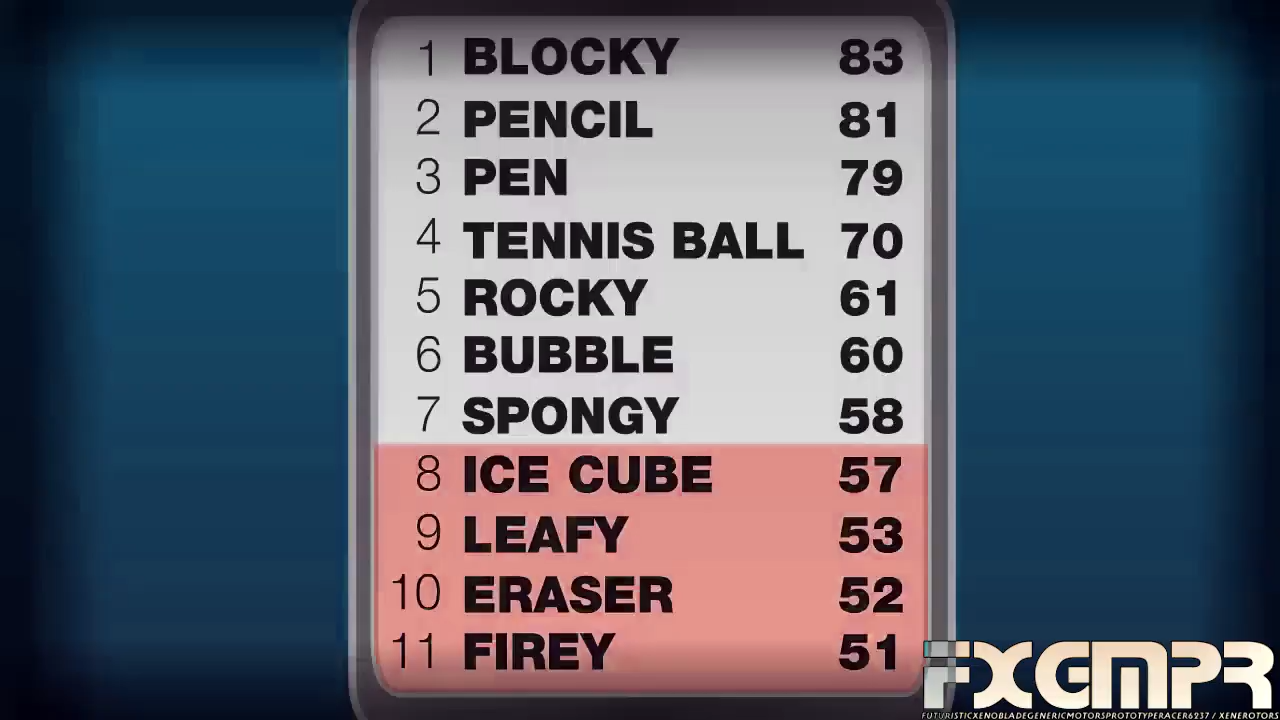 1 BLOCKY 83
2 PENCIL 81
3 PEN 79
4 TENNIS BALL 70
5 ROCKY 61
6 BUBBLE 60
7 SPONGY 58
8 ICE CUBE 57
9 LEAFY 53
10 ERASER 52
11 FIREY 51
FXGMPR
FUTURISTICXENOBLADEGENERICMOTORSPROTOTYPERACER6237 / XENEROTORS